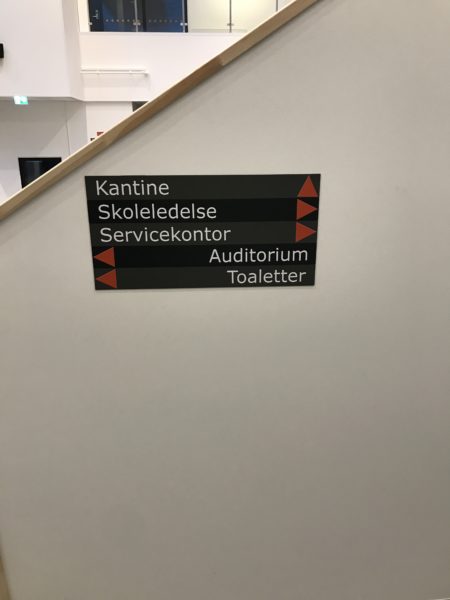 Kantine
Skoleledelse
Servicekontor
Auditorium
Toaletter